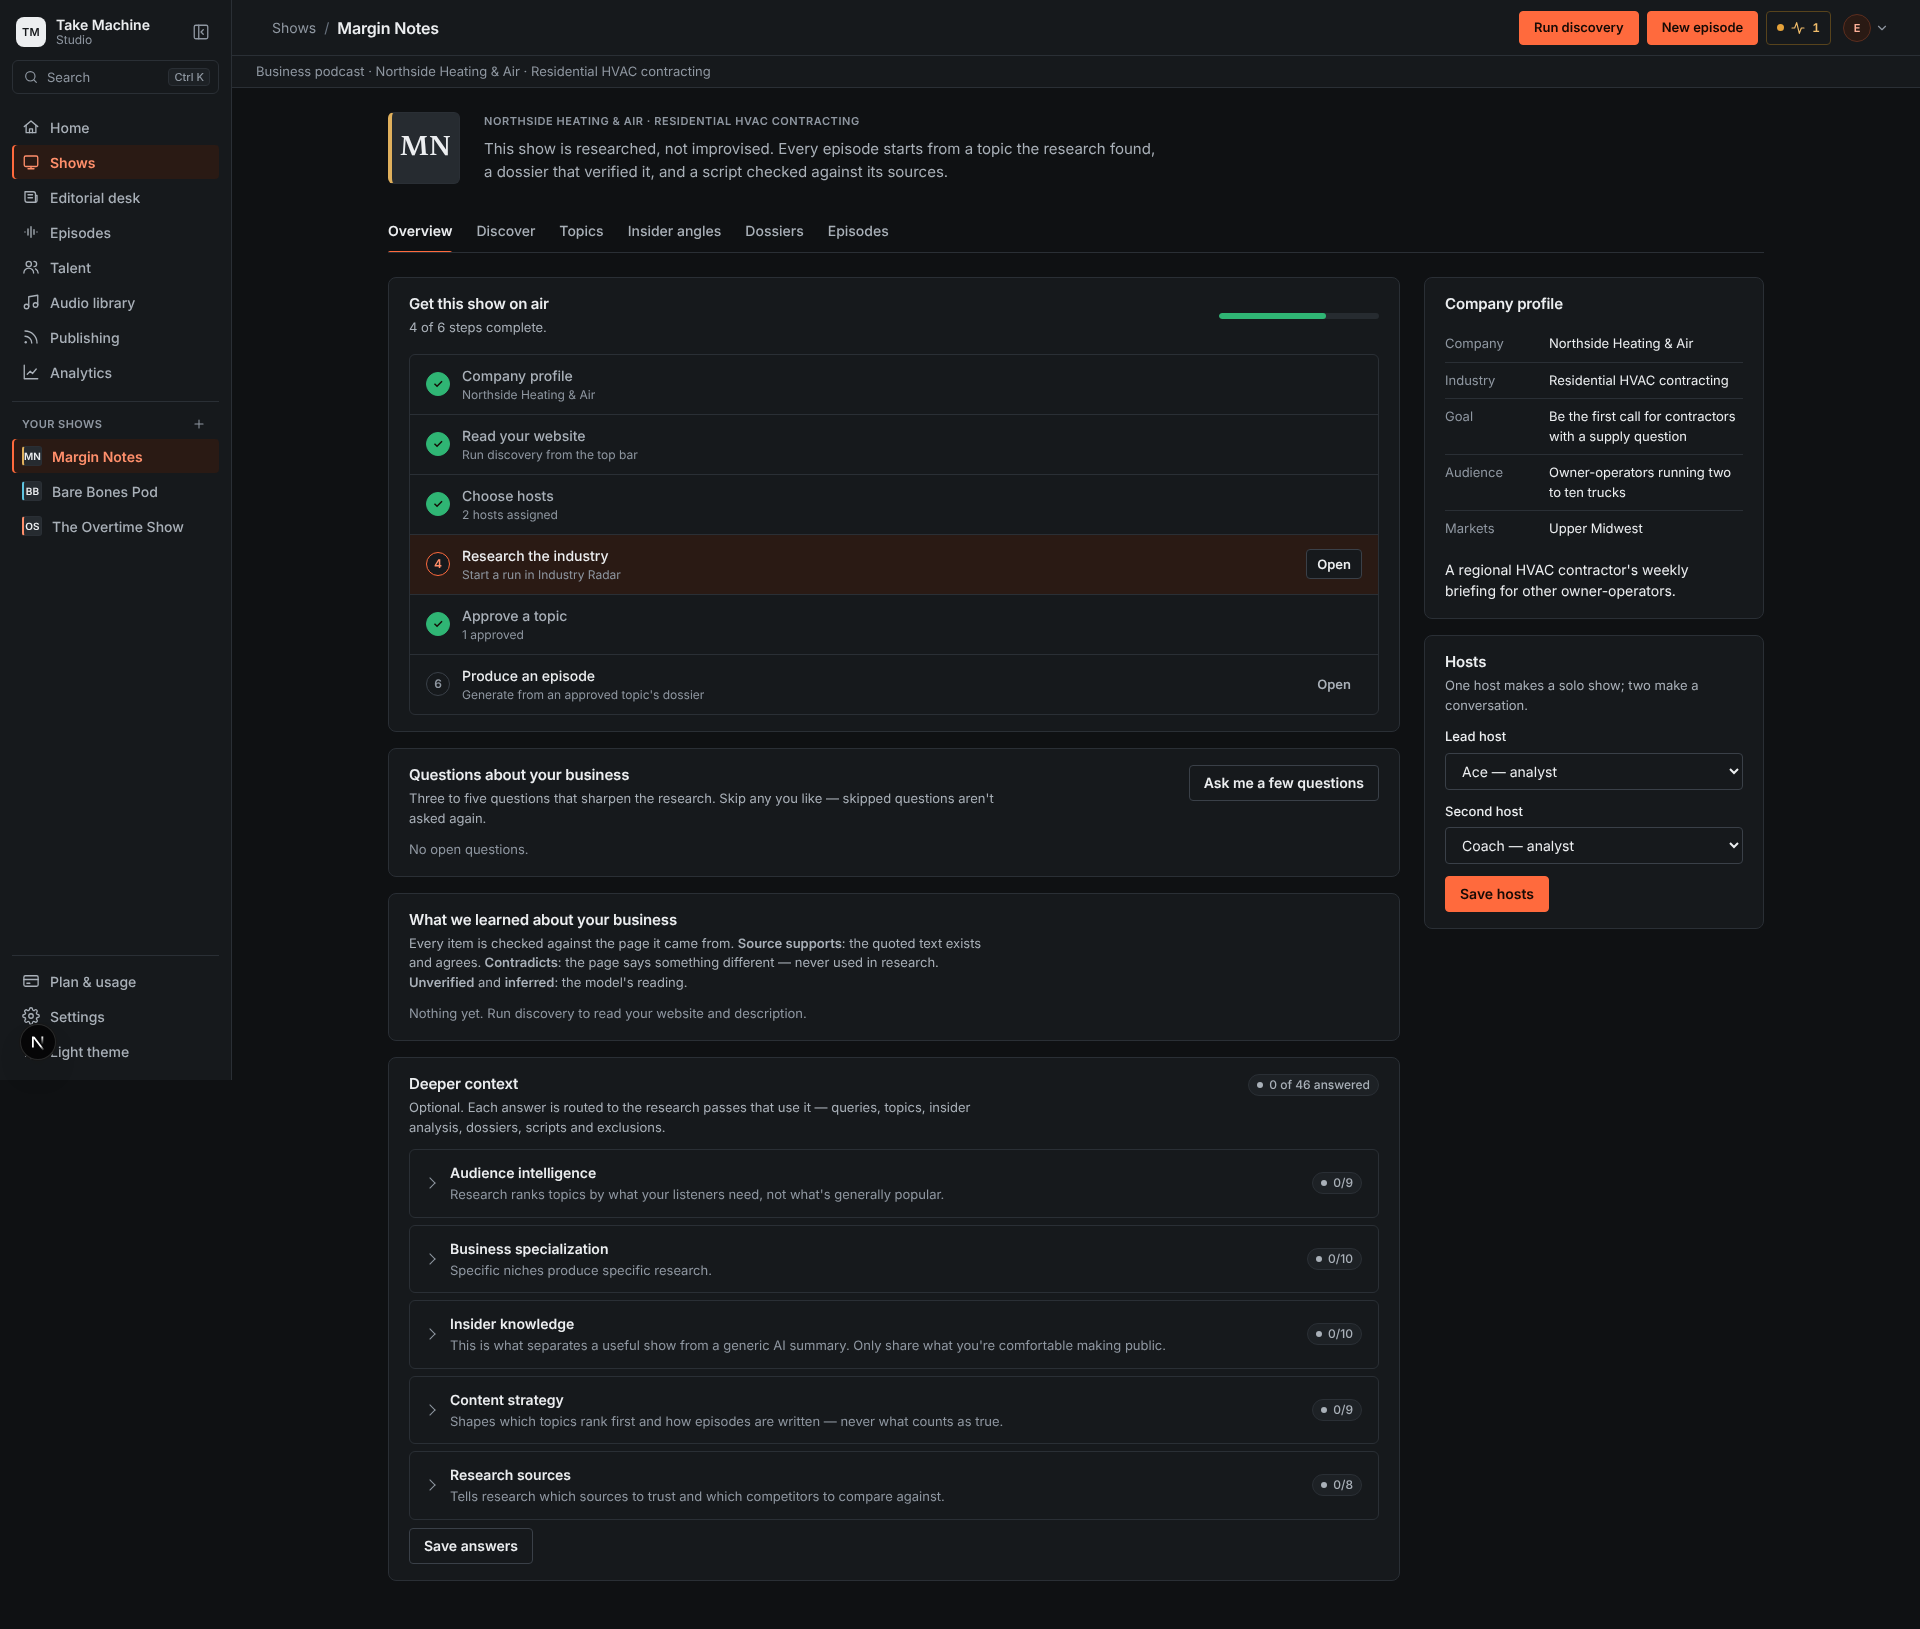 TM
Take Machine
Studio
Search
Ctrl K
Home
Shows
Editorial desk
Episodes
Talent
Audio library
Publishing
Analytics
YOUR SHOWS
MN
Margin Notes
BB
Bare Bones Pod
OS
The Overtime Show
Plan & usage
Settings
N
Light theme
Shows / Margin Notes
Run discovery
New episode
1
E
Business podcast · Northside Heating & Air · Residential HVAC contracting
MN
NORTHSIDE HEATING & AIR · RESIDENTIAL HVAC CONTRACTING
This show is researched, not improvised. Every episode starts from a topic the research found,
a dossier that verified it, and a script checked against its sources.
Overview
Discover
Topics
Insider angles
Dossiers
Episodes
Get this show on air
4 of 6 steps complete.
Company profile
Northside Heating & Air
Read your website
Run discovery from the top bar
Choose hosts
2 hosts assigned
4
Research the industry
Start a run in Industry Radar
Open
Approve a topic
1 approved
6
Produce an episode
Generate from an approved topic's dossier
Open
Questions about your business
Three to five questions that sharpen the research. Skip any you like — skipped questions aren't
asked again.
Ask me a few questions
No open questions.
What we learned about your business
Every item is checked against the page it came from. Source supports: the quoted text exists
and agrees. Contradicts: the page says something different — never used in research.
Unverified and inferred: the model's reading.
Nothing yet. Run discovery to read your website and description.
Deeper context
0 of 46 answered
Optional. Each answer is routed to the research passes that use it — queries, topics, insider
analysis, dossiers, scripts and exclusions.
Audience intelligence
Research ranks topics by what your listeners need, not what's generally popular.
0/9
Business specialization
Specific niches produce specific research.
0/10
Insider knowledge
This is what separates a useful show from a generic AI summary. Only share what you're comfortable making public.
0/10
Content strategy
Shapes which topics rank first and how episodes are written — never what counts as true.
0/9
Research sources
Tells research which sources to trust and which competitors to compare against.
0/8
Save answers
Company profile
Company
Northside Heating & Air
Industry
Residential HVAC contracting
Goal
Be the first call for contractors
with a supply question
Audience
Owner-operators running two
to ten trucks
Markets
Upper Midwest
A regional HVAC contractor's weekly
briefing for other owner-operators.
Hosts
One host makes a solo show; two make a
conversation.
Lead host
Ace — analyst
Second host
Coach — analyst
Save hosts